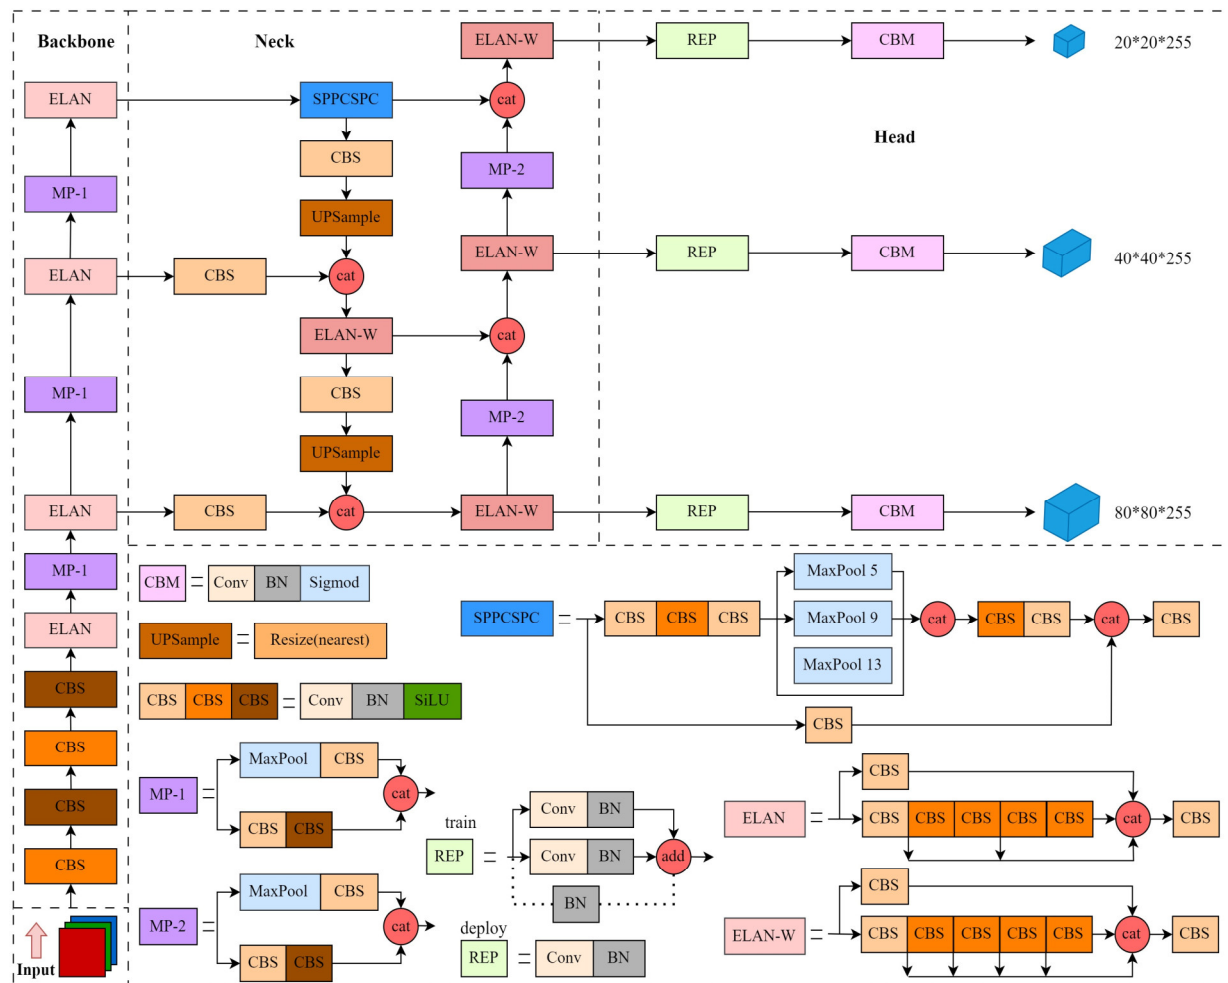 Backbone
Neck
ELAN-W
REP
CBM
20*20*255
ELAN
SPPCSPC
cat
Head
CBS
MP-1
MP-2
UPSample
ELAN
CBS
cat
ELAN-W
REP
CBM
40*40*255
ELAN-W
cat
MP-1
CBS
MP-2
UPSample
ELAN
CBS
cat
ELAN-W
REP
CBM
80*80*255
MP-1
ELAN
CBS
CBS
CBS
CBS
Input
CBM = Conv BN Sigmod
UPSample = Resize(nearest)
CBS CBS CBS = Conv BN SiLU
SPPCSPC = CBS CBS CBS
MaxPool 5
MaxPool 9
MaxPool 13
cat
CBS CBS
cat
CBS
CBS
MP-1 =
MaxPool CBS
CBS CBS
cat
MP-2 =
MaxPool CBS
CBS CBS
cat
train
REP =
Conv BN
Conv BN
BN
add
deploy
REP = Conv BN
ELAN =
CBS
CBS CBS CBS CBS CBS
cat
CBS
ELAN-W =
CBS
CBS CBS CBS CBS CBS
cat
CBS